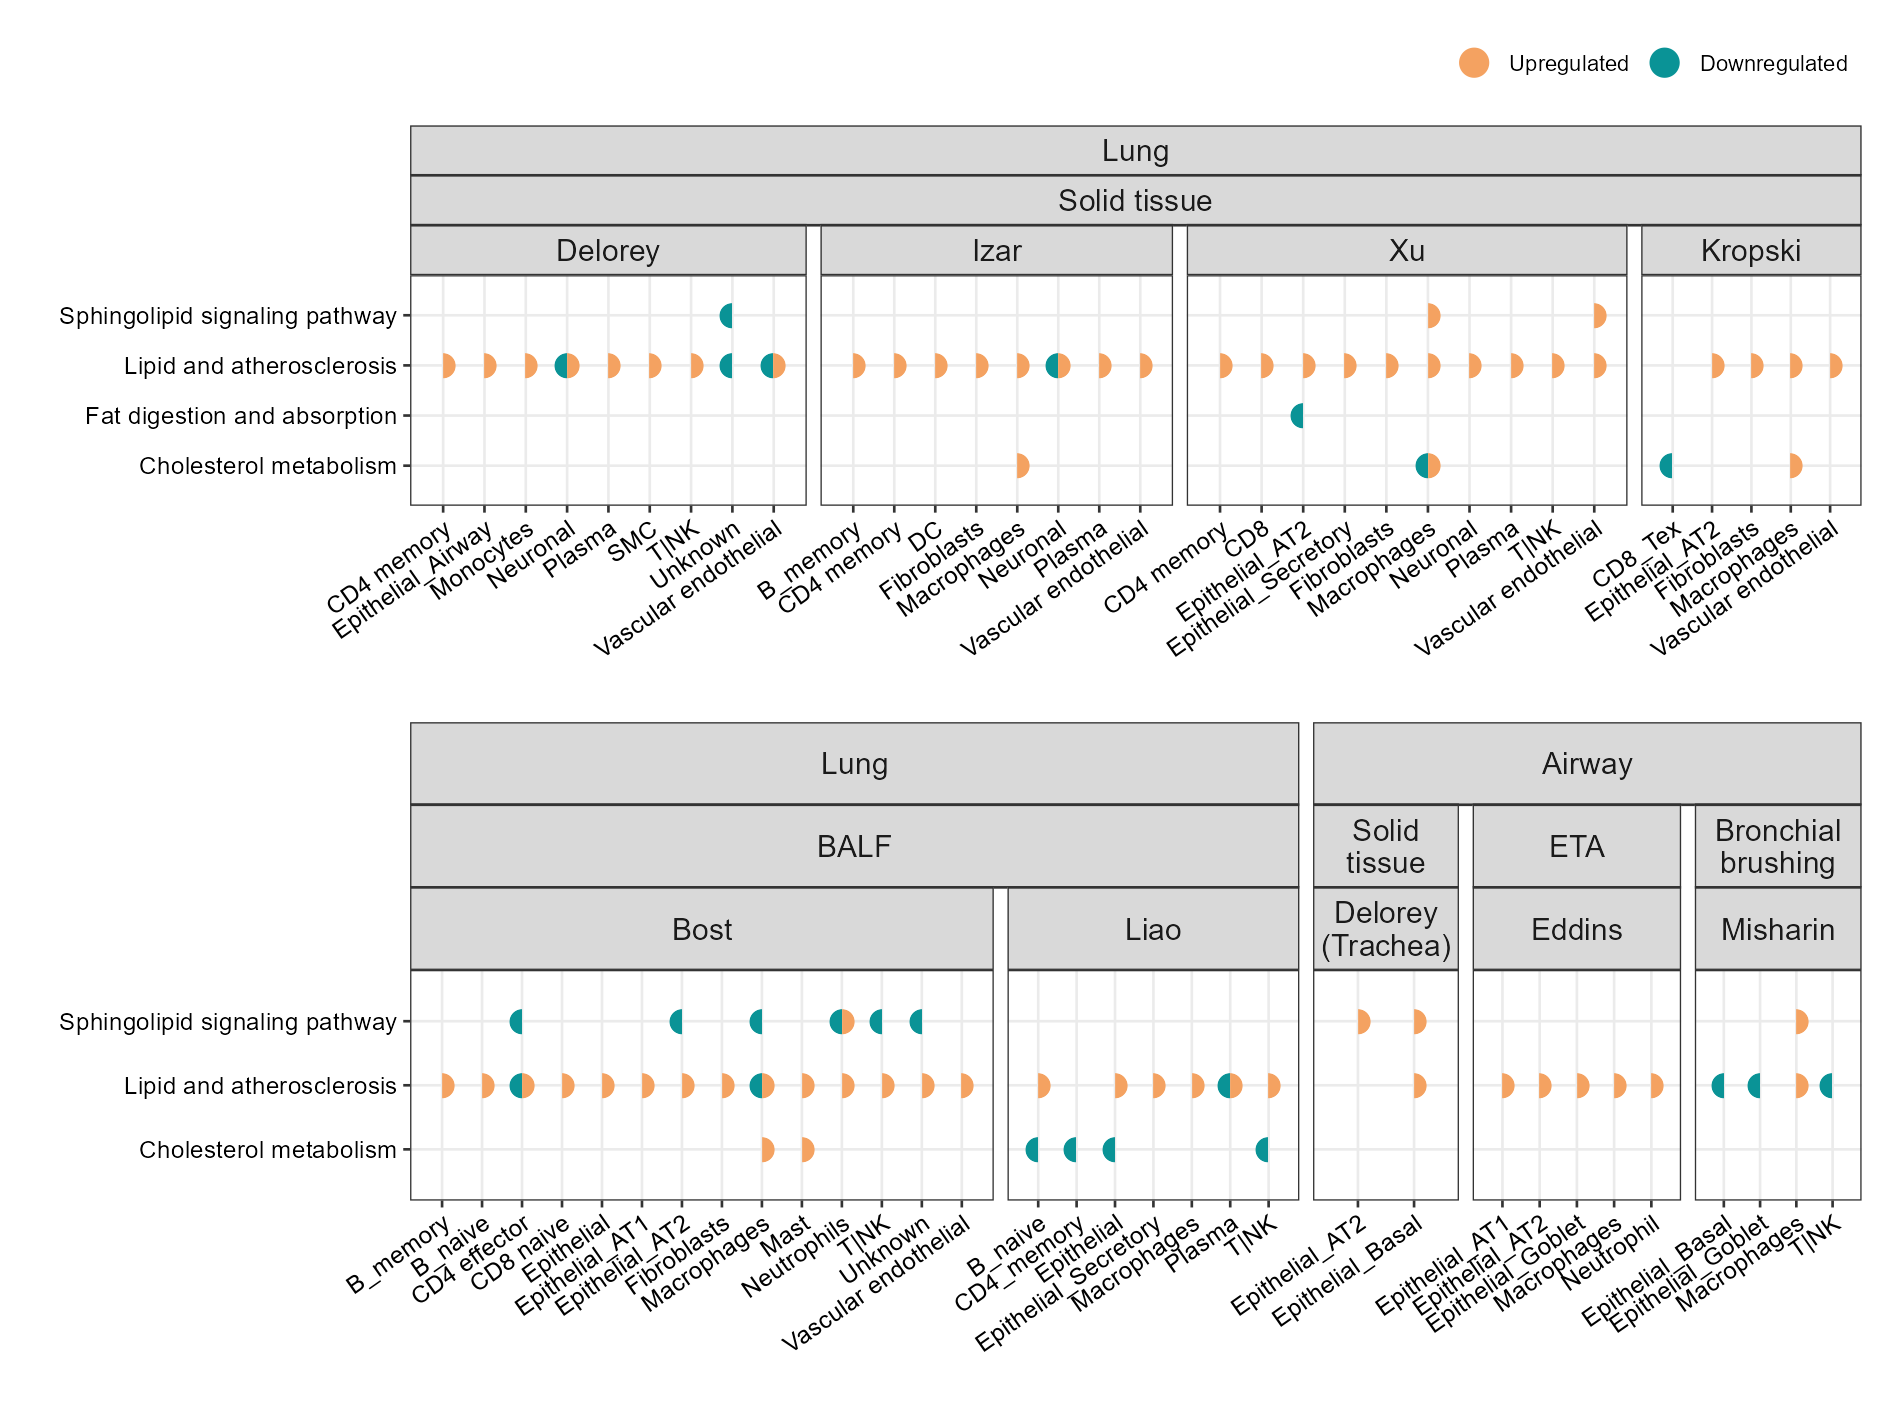 Upregulated Downregulated
Lung
Solid tissue
Delorey Izar Xu Kropski
Sphingolipid signaling pathway
Lipid and atherosclerosis
Fat digestion and absorption
Cholesterol metabolism
CD4 memory
Epithelial_Airway
Monocytes
Neuronal
Plasma
SMC
T|NK
Unknown
Vascular endothelial
B_memory
CD4 memory
DC
Fibroblasts
Macrophages
Neuronal
Plasma
Vascular endothelial
CD4 memory
CD8
Epithelial_AT2
Epithelial_Secretory
Fibroblasts
Macrophages
Neuronal
Plasma
T|NK
Vascular endothelial
CD8_Tex
Epithelial_AT2
Fibroblasts
Macrophages
Vascular endothelial
Lung Airway
BALF
Solid
tissue
ETA
Bronchial
brushing
Bost Liao
Delorey
(Trachea)
Eddins Misharin
Sphingolipid signaling pathway
Lipid and atherosclerosis
Cholesterol metabolism
B_memory
B_naive
CD4 effector
CD8 naive
Epithelial
Epithelial_AT1
Epithelial_AT2
Fibroblasts
Macrophages
Mast
Neutrophils
T|NK
Unknown
Vascular endothelial
B_naive
CD4_memory
Epithelial
Epithelial_Secretory
Macrophages
Plasma
T|NK
Epithelial_AT2
Epithelial_Basal
Epithelial_AT1
Epithelial_AT2
Epithelial_Goblet
Macrophages
Neutrophil
Epithelial_Basal
Epithelial_Goblet
Macrophages
T|NK